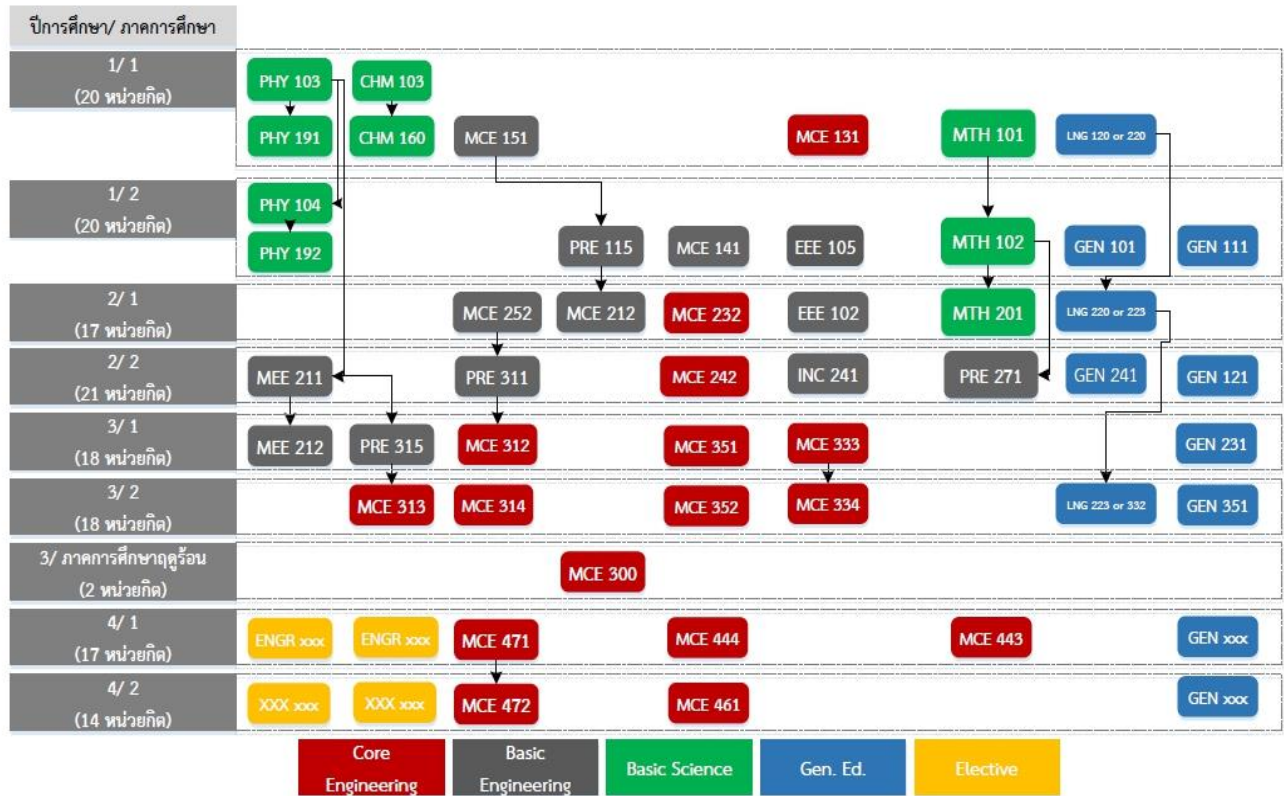 ปีการศึกษา/ ภาคการศึกษา
1/ 1
(20 หน่วยกิต)
PHY 103
CHM 103
PHY 191
CHM 160
MCE 151
MCE 131
MTH 101
LNG 120 or 220
1/ 2
(20 หน่วยกิต)
PHY 104
PHY 192
PRE 115
MCE 141
EEE 105
MTH 102
GEN 101
GEN 111
2/ 1
(17 หน่วยกิต)
MCE 252
MCE 212
MCE 232
EEE 102
MTH 201
LNG 220 or 223
2/ 2
(21 หน่วยกิต)
MEE 211
PRE 311
MCE 242
INC 241
PRE 271
GEN 241
GEN 121
3/ 1
(18 หน่วยกิต)
MEE 212
PRE 315
MCE 312
MCE 351
MCE 333
GEN 231
3/ 2
(18 หน่วยกิต)
MCE 313
MCE 314
MCE 352
MCE 334
LNG 223 or 332
GEN 351
3/ ภาคการศึกษาฤดูร้อน
(2 หน่วยกิต)
MCE 300
4/ 1
(17 หน่วยกิต)
ENGR xxx
ENGR xxx
MCE 471
MCE 444
MCE 443
GEN xxx
4/ 2
(14 หน่วยกิต)
XXX xxx
XXX xxx
MCE 472
MCE 461
GEN xxx
Core
Engineering
Basic
Engineering
Basic Science
Gen. Ed.
Elective